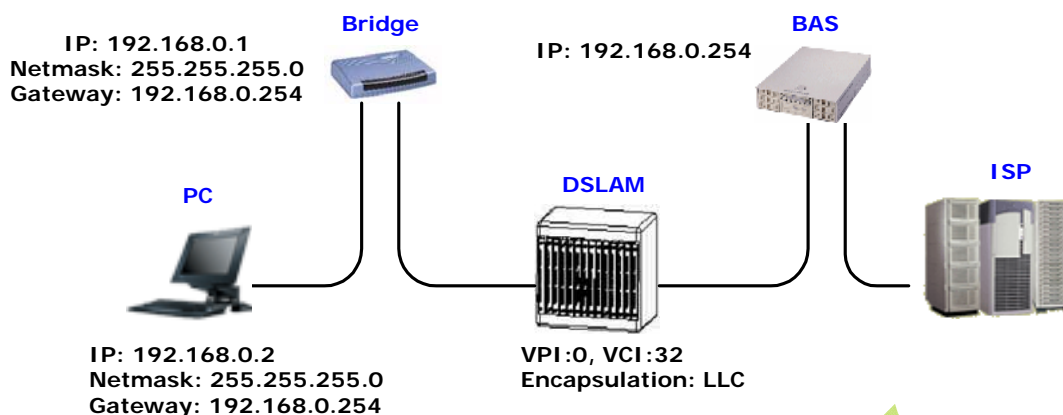 Bridge
IP: 192.168.0.1
Netmask: 255.255.255.0
Gateway: 192.168.0.254
BAS
IP: 192.168.0.254
PC
IP: 192.168.0.2
Netmask: 255.255.255.0
Gateway: 192.168.0.254
DSLAM
VPI:0, VCI:32
Encapsulation: LLC
ISP